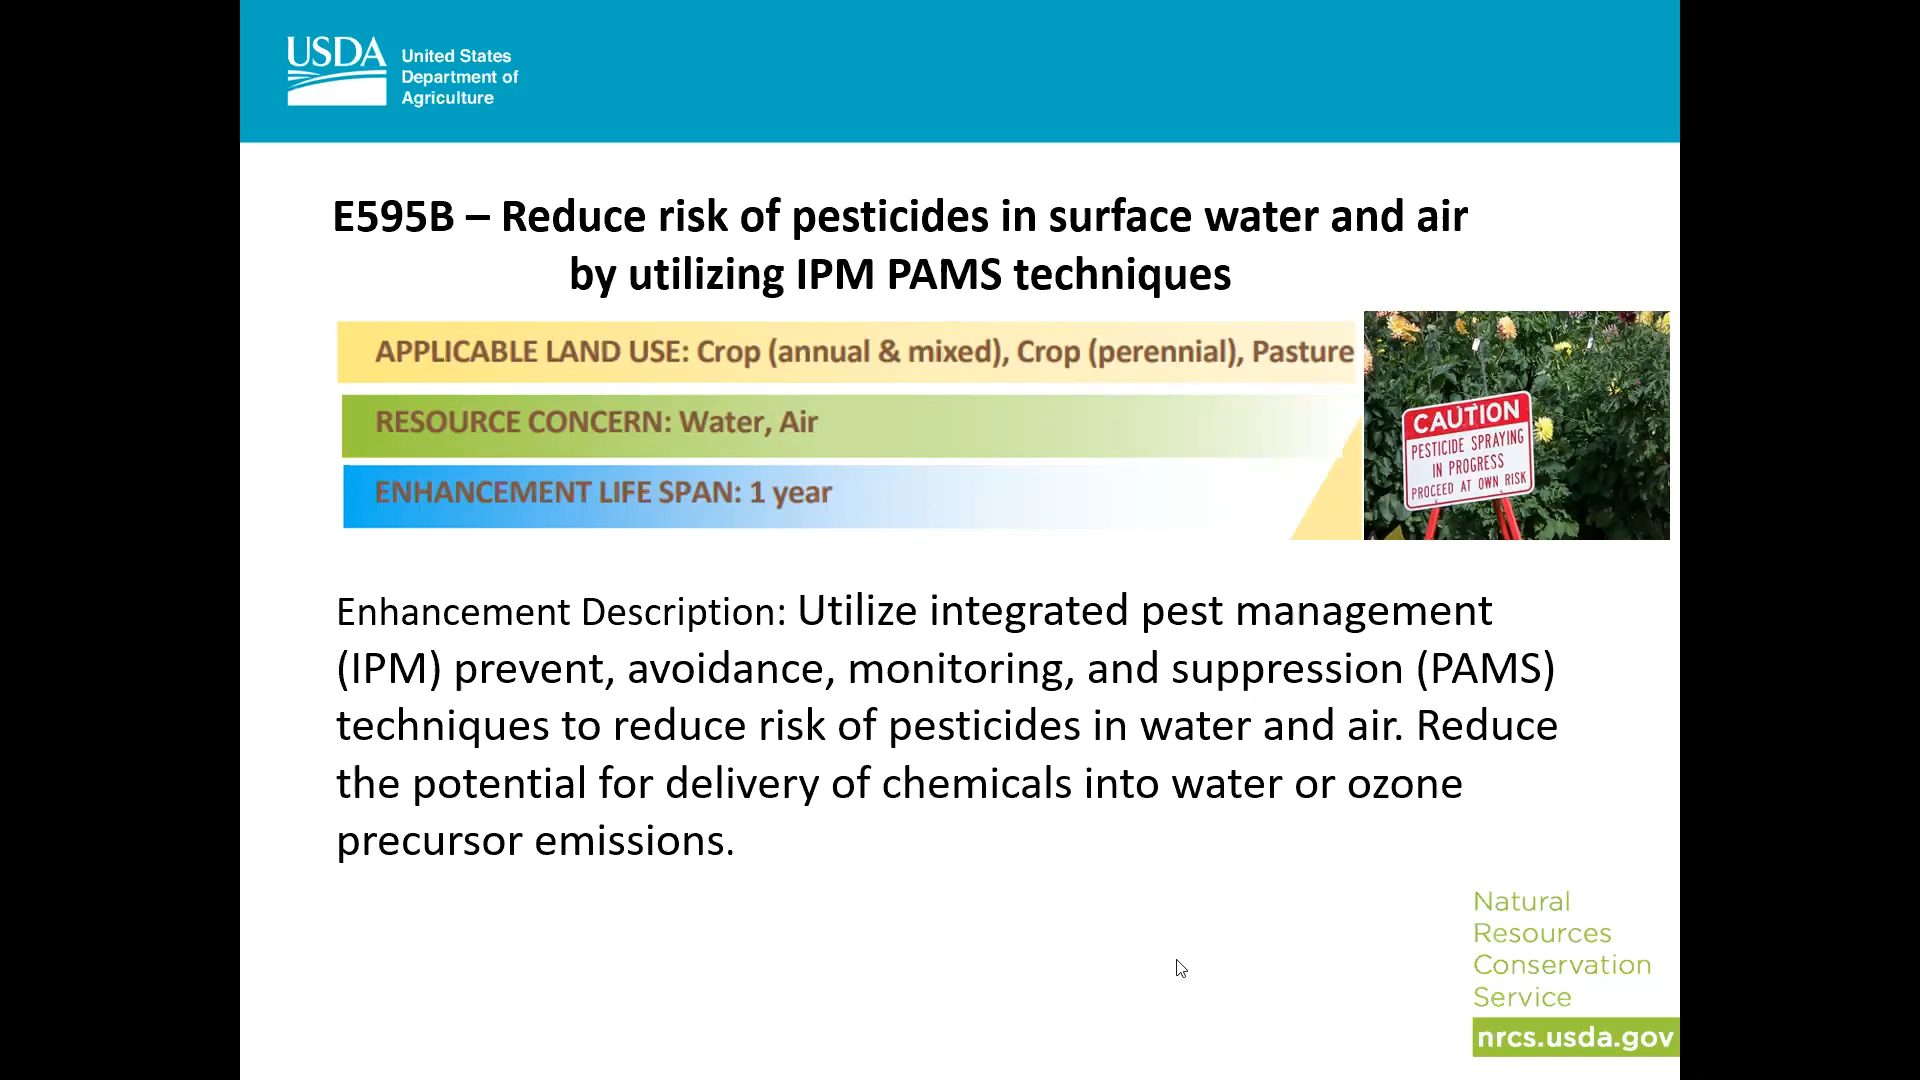 USDA
United States
Department of
Agriculture
E595B – Reduce risk of pesticides in surface water and air
by utilizing IPM PAMS techniques
APPLICABLE LAND USE: Crop (annual & mixed), Crop (perennial), Pasture
RESOURCE CONCERN: Water, Air
ENHANCEMENT LIFE SPAN: 1 year
CAUTION
PESTICIDE SPRAYING
IN PROGRESS
PROCEED AT OWN RISK
Enhancement Description: Utilize integrated pest management
(IPM) prevent, avoidance, monitoring, and suppression (PAMS)
techniques to reduce risk of pesticides in water and air. Reduce
the potential for delivery of chemicals into water or ozone
precursor emissions.
Natural
Resources
Conservation
Service
nrcs.usda.gov